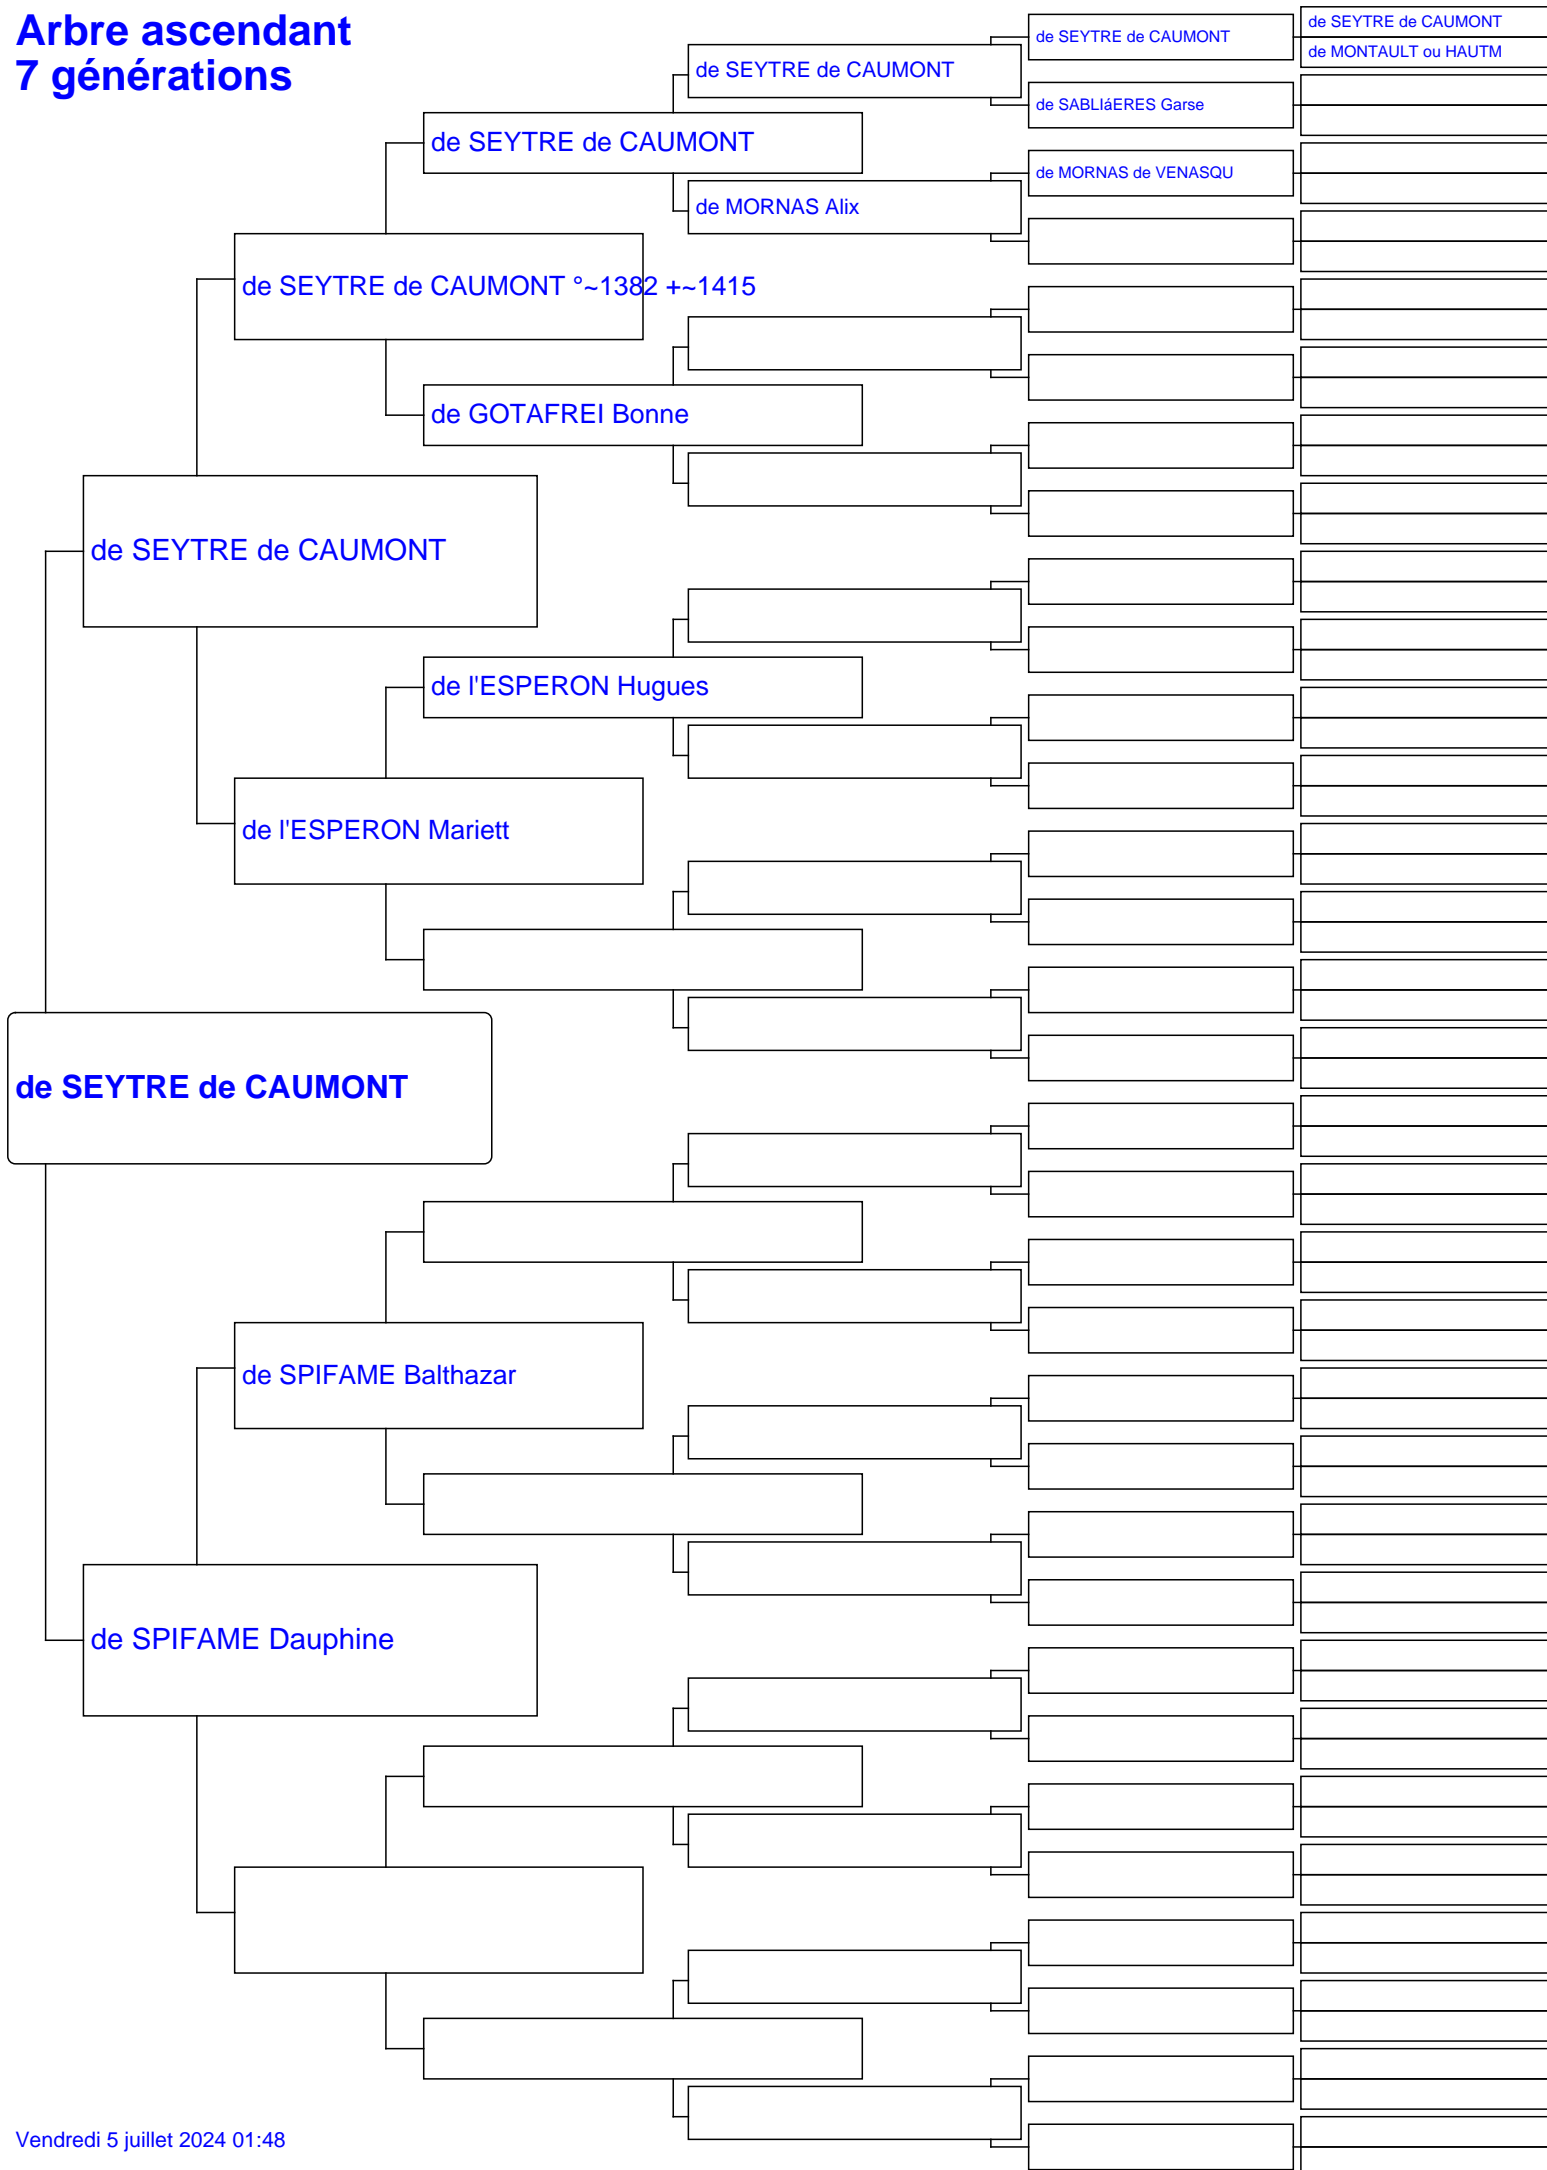 Arbre ascendant
7 générations
de SEYTRE de CAUMONT
de MONTAULT ou HAUTM
de SEYTRE de CAUMONT
de SEYTRE de CAUMONT
de SABLIáERES Garse
de SEYTRE de CAUMONT
de MORNAS de VENASQU
de MORNAS Alix
de SEYTRE de CAUMONT °~1382 +~1415
de GOTAFREI Bonne
de SEYTRE de CAUMONT
de l'ESPERON Hugues
de l'ESPERON Mariett
de SEYTRE de CAUMONT
de SPIFAME Balthazar
de SPIFAME Dauphine
Vendredi 5 juillet 2024 01:48